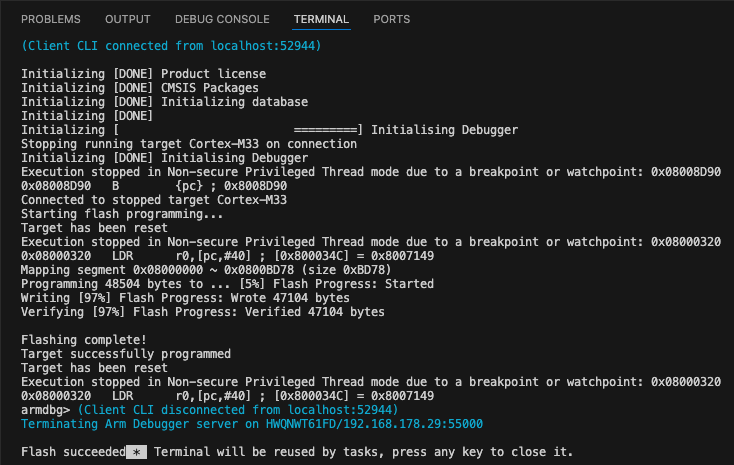 PROBLEMS OUTPUT DEBUG CONSOLE TERMINAL PORTS
(Client CLI connected from localhost:52944)
Initializing [DONE] Product license
Initializing [DONE] CMSIS Packages
Initializing [DONE] Initializing database
Initializing [DONE]
Initializing [                         =========] Initialising Debugger
Stopping running target Cortex-M33 on connection
Initializing [DONE] Initialising Debugger
Execution stopped in Non-secure Privileged Thread mode due to a breakpoint or watchpoint: 0x08008D90
0x08008D90   B        {pc} ; 0x8008D90
Connected to stopped target Cortex-M33
Starting flash programming...
Target has been reset
Execution stopped in Non-secure Privileged Thread mode due to a breakpoint or watchpoint: 0x08000320
0x08000320   LDR      r0,[pc,#40] ; [0x800034C] = 0x8007149
Mapping segment 0x08000000 ~ 0x0800BD78 (size 0xBD78)
Programming 48504 bytes to ... [5%] Flash Progress: Started
Writing [97%] Flash Progress: Wrote 47104 bytes
Verifying [97%] Flash Progress: Verified 47104 bytes
Flashing complete!
Target successfully programmed
Target has been reset
Execution stopped in Non-secure Privileged Thread mode due to a breakpoint or watchpoint: 0x08000320
0x08000320   LDR      r0,[pc,#40] ; [0x800034C] = 0x8007149
armdbg> (Client CLI disconnected from localhost:52944)
Terminating Arm Debugger server on HWQNWT61FD/192.168.178.29:55000
Flash succeeded * Terminal will be reused by tasks, press any key to close it.